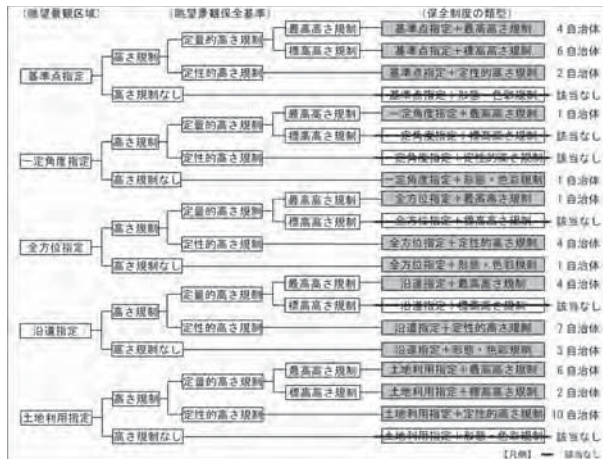 (眺望景観区域) (眺望景観保全基準) (保全制度の類型)
最高高さ規制 基準点指定+最高高さ規制 4自治体
定量的高さ規制
高さ規制 標高高さ規制 基準点指定+標高高さ規制 6自治体
基準点指定 定性的高さ規制 基準点指定+定性的高さ規制 2自治体
高さ規制なし 基準点指定+形態・色彩規制 該当なし
最高高さ規制 一定角度指定+最高高さ規制 1自治体
定量的高さ規制
高さ規制 標高高さ規制 一定角度指定+標高高さ規制 該当なし
一定角度指定 定性的高さ規制 一定角度指定+定性的高さ規制 該当なし
高さ規制なし 一定角度指定+形態・色彩規制 1自治体
最高高さ規制 全方位指定+最高高さ規制 1自治体
定量的高さ規制
高さ規制 標高高さ規制 全方位指定+標高高さ規制 該当なし
全方位指定 定性的高さ規制 全方位指定+定性的高さ規制 4自治体
高さ規制なし 全方位指定+形態・色彩規制 1自治体
最高高さ規制 沿道指定+最高高さ規制 4自治体
定量的高さ規制
高さ規制 標高高さ規制 沿道指定+標高高さ規制 該当なし
沿道指定 定性的高さ規制 沿道指定+定性的高さ規制 自治体
高さ規制なし 沿道指定+形態・色彩規制 3自治体
最高高さ規制 土地利用指定+最高高さ規制 6自治体
定量的高さ規制
高さ規制 標高高さ規制 土地利用指定+標高高さ規制 2自治体
土地利用指定 定性的高さ規制 土地利用指定+定性的高さ規制 10自治体
高さ規制なし 土地利用指定+形態・色彩規制 該当なし
【凡例】 ━ 該当なし